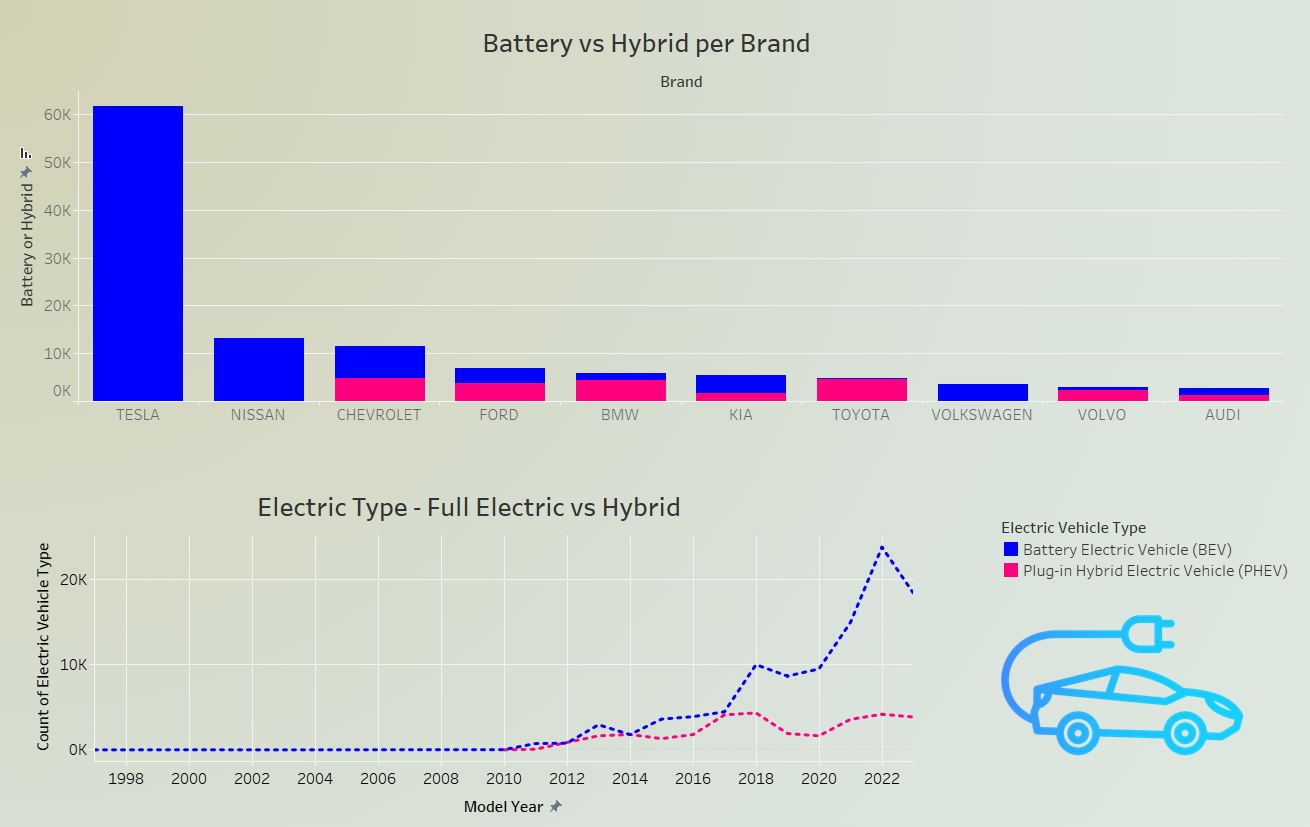 Battery vs Hybrid per Brand
Brand
Battery or Hybrid
60K
50K
40K
30K
20K
10K
0K
TESLA NISSAN CHEVROLET FORD BMW KIA TOYOTA VOLKSWAGEN VOLVO AUDI
Electric Type - Full Electric vs Hybrid
Count of Electric Vehicle Type
20K
10K
0K
1998 2000 2002 2004 2006 2008 2010 2012 2014 2016 2018 2020 2022
Model Year
Electric Vehicle Type
Battery Electric Vehicle (BEV)
Plug-in Hybrid Electric Vehicle (PHEV)